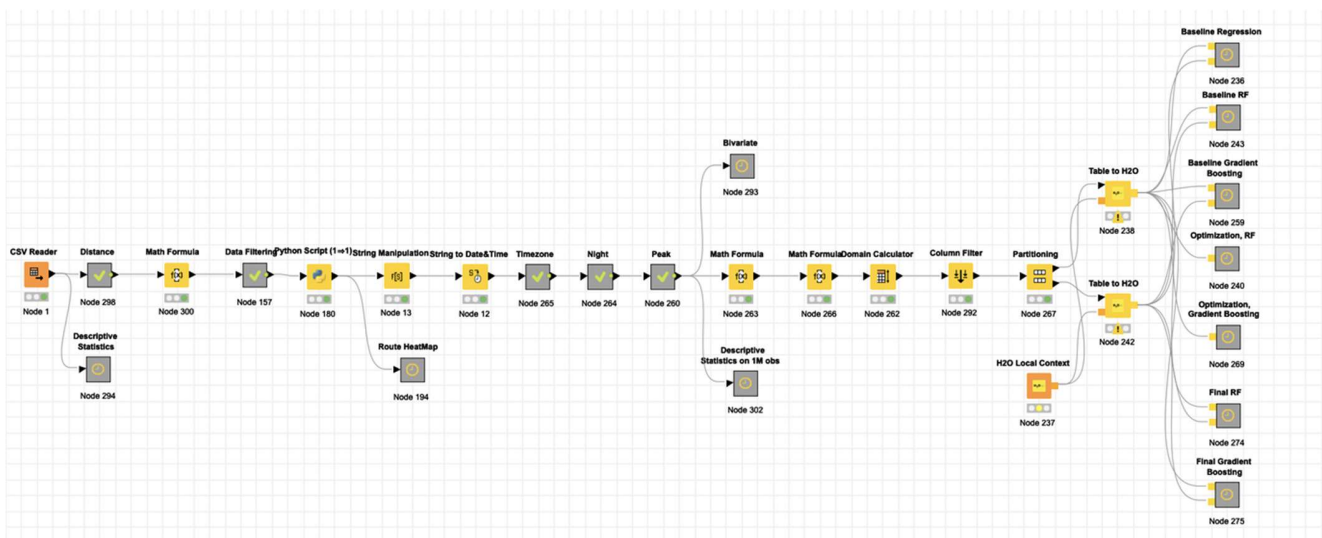 Baseline Regression
Node 236
Baseline RF
Node 243
Bivariate
Node 293
Baseline Gradient
Boosting
Node 259
Table to H2O
Node 238
Optimization, RF
Node 240
CSV Reader
Node 1
Distance
Node 298
Math Formula
Node 300
Data Filtering
Node 157
Python Script (1⇒1)
Node 180
String Manipulation
Node 13
String to Date&Time
Node 12
Timezone
Node 265
Night
Node 264
Peak
Node 260
Math Formula
Node 263
Math Formula
Node 266
Domain Calculator
Node 262
Column Filter
Node 292
Partitioning
Node 267
Table to H2O
Node 242
Optimization,
Gradient Boosting
Node 269
Descriptive
Statistics
Node 294
Route HeatMap
Node 194
Descriptive
Statistics on 1M obs
Node 302
H2O Local Context
Node 237
Final RF
Node 274
Final Gradient
Boosting
Node 275